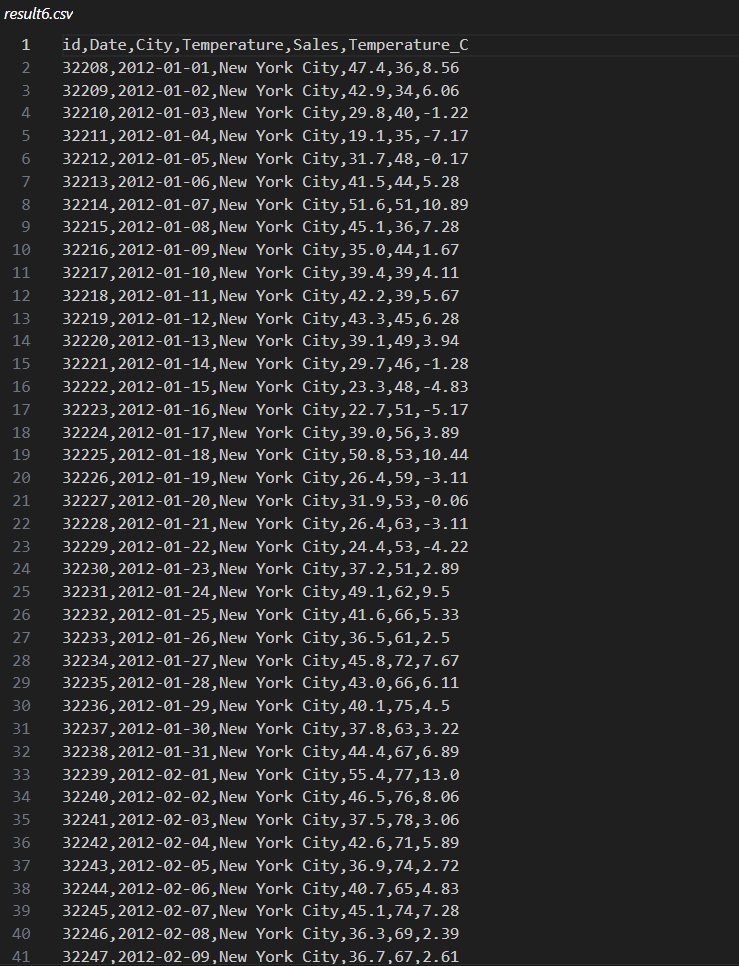 result6.csv
1 id,Date,City,Temperature,Sales,Temperature_C
2 32208,2012-01-01,New York City,47.4,36,8.56
3 32209,2012-01-02,New York City,42.9,34,6.06
4 32210,2012-01-03,New York City,29.8,40,-1.22
5 32211,2012-01-04,New York City,19.1,35,-7.17
6 32212,2012-01-05,New York City,31.7,48,-0.17
7 32213,2012-01-06,New York City,41.5,44,5.28
8 32214,2012-01-07,New York City,51.6,51,10.89
9 32215,2012-01-08,New York City,45.1,36,7.28
10 32216,2012-01-09,New York City,35.0,44,1.67
11 32217,2012-01-10,New York City,39.4,39,4.11
12 32218,2012-01-11,New York City,42.2,39,5.67
13 32219,2012-01-12,New York City,43.3,45,6.28
14 32220,2012-01-13,New York City,39.1,49,3.94
15 32221,2012-01-14,New York City,29.7,46,-1.28
16 32222,2012-01-15,New York City,23.3,48,-4.83
17 32223,2012-01-16,New York City,22.7,51,-5.17
18 32224,2012-01-17,New York City,39.0,56,3.89
19 32225,2012-01-18,New York City,50.8,53,10.44
20 32226,2012-01-19,New York City,26.4,59,-3.11
21 32227,2012-01-20,New York City,31.9,53,-0.06
22 32228,2012-01-21,New York City,26.4,63,-3.11
23 32229,2012-01-22,New York City,24.4,53,-4.22
24 32230,2012-01-23,New York City,37.2,51,2.89
25 32231,2012-01-24,New York City,49.1,62,9.5
26 32232,2012-01-25,New York City,41.6,66,5.33
27 32233,2012-01-26,New York City,36.5,61,2.5
28 32234,2012-01-27,New York City,45.8,72,7.67
29 32235,2012-01-28,New York City,43.0,66,6.11
30 32236,2012-01-29,New York City,40.1,75,4.5
31 32237,2012-01-30,New York City,37.8,63,3.22
32 32238,2012-01-31,New York City,44.4,67,6.89
33 32239,2012-02-01,New York City,55.4,77,13.0
34 32240,2012-02-02,New York City,46.5,76,8.06
35 32241,2012-02-03,New York City,37.5,78,3.06
36 32242,2012-02-04,New York City,42.6,71,5.89
37 32243,2012-02-05,New York City,36.9,74,2.72
38 32244,2012-02-06,New York City,40.7,65,4.83
39 32245,2012-02-07,New York City,45.1,74,7.28
40 32246,2012-02-08,New York City,36.3,69,2.39
41 32247,2012-02-09,New York City,36.7,67,2.61